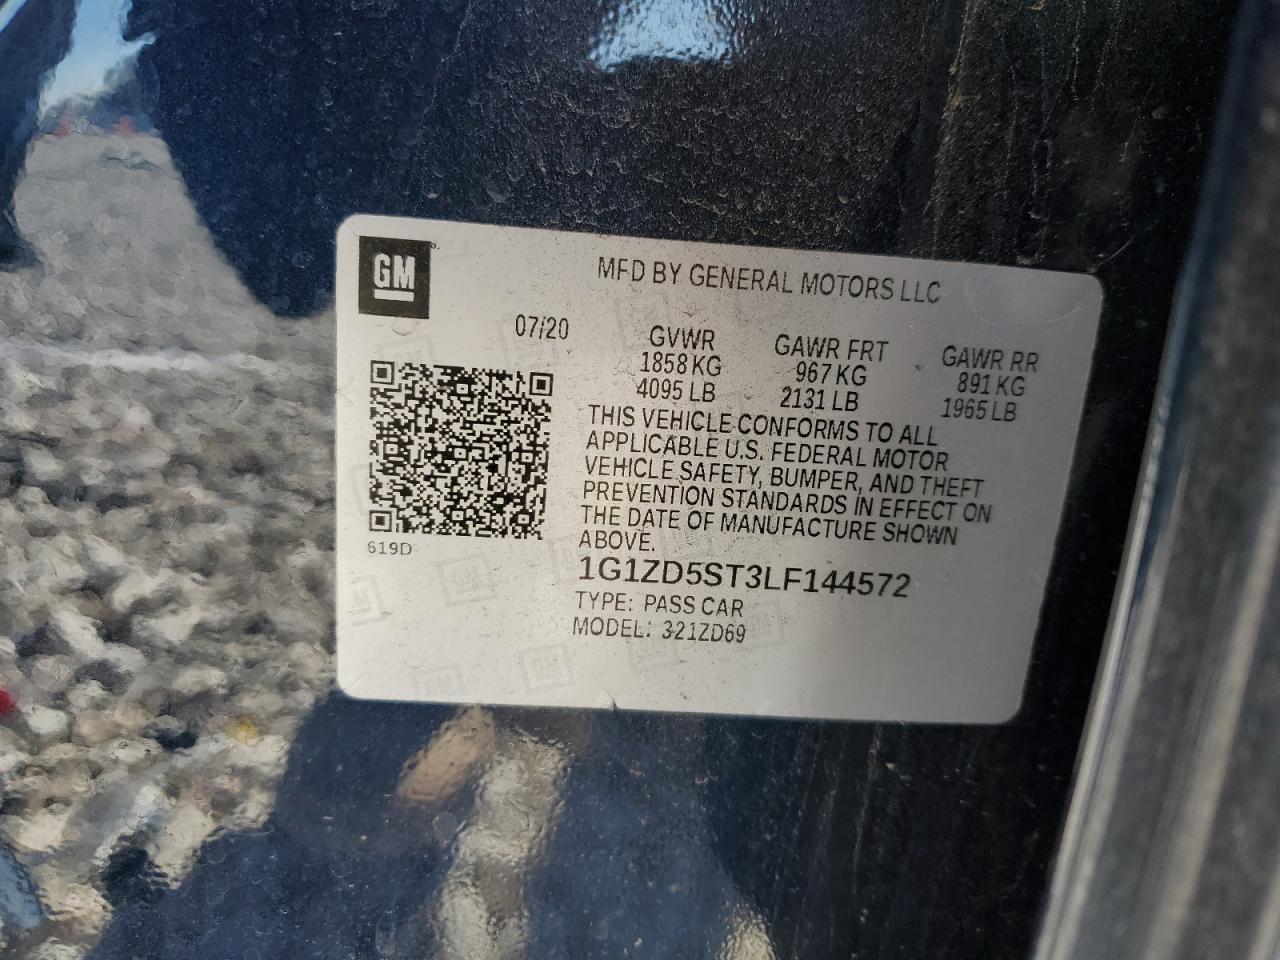 GM
MFD BY GENERAL MOTORS LLC
07/20
GVWR
1858 KG
4095 LB
GAWR FRT
967 KG
2131 LB
GAWR RR
891 KG
1965 LB
THIS VEHICLE CONFORMS TO ALL
APPLICABLE U.S. FEDERAL MOTOR
VEHICLE SAFETY, BUMPER, AND THEFT
PREVENTION STANDARDS IN EFFECT ON
THE DATE OF MANUFACTURE SHOWN
ABOVE.
619D
1G1ZD5ST3LF144572
TYPE: PASS CAR
MODEL: 321ZD69